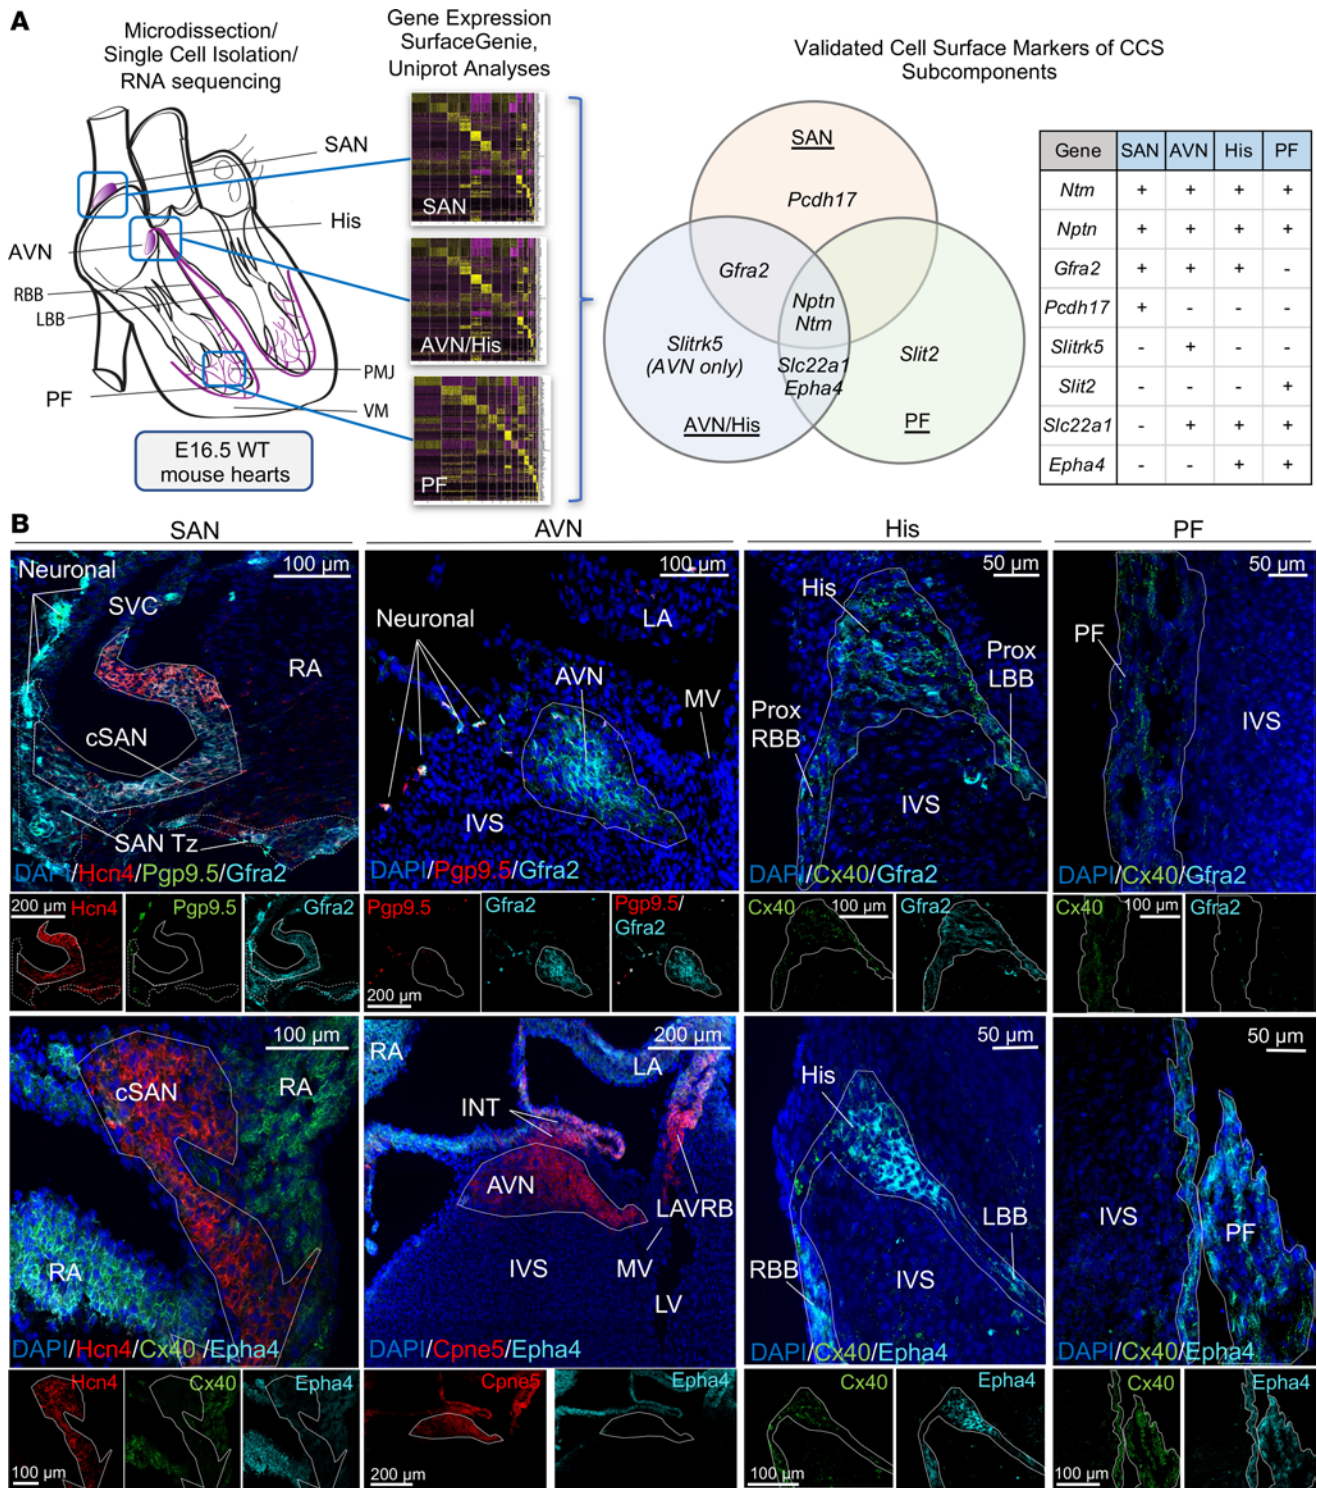 A
Microdissection/
Single Cell Isolation/
RNA sequencing
Gene Expression
SurfaceGenie,
Uniprot Analyses
Validated Cell Surface Markers of CCS
Subcomponents
SAN
His
AVN
RBB
LBB
PF
PMJ
VM
E16.5 WT
mouse hearts
SAN
AVN/His
PF
SAN
Pcdh17
Gfra2
Nptn
Ntm
Slitrk5
(AVN only)
Slc22a1
Epha4
Slit2
AVN/His
PF
Gene SAN AVN His PF
Ntm + + + +
Nptn + + + +
Gfra2 + + + -
Pcdh17 + - - -
Slitrk5 - + - -
Slit2 - - - +
Slc22a1 - + + +
Epha4 - - + +
B
SAN
AVN
His
PF
Neuronal
100 µm
SVC
RA
cSAN
SAN Tz
DAPI/Hcn4/Pgp9.5/Gfra2
100 µm
Neuronal
LA
AVN
MV
IVS
DAPI/Pgp9.5/Gfra2
50 µm
His
Prox
LBB
Prox
RBB
IVS
DAPI/Cx40/Gfra2
50 µm
PF
IVS
DAPI/Cx40/Gfra2
200 µm Hcn4
Pgp9.5
Gfra2
Pgp9.5
200 µm
Gfra2
Pgp9.5/
Gfra2
Cx40
100 µm
Gfra2
Cx40
100 µm
Gfra2
100 µm
cSAN
RA
RA
DAPI/Hcn4/Cx40/Epha4
RA
200 µm
LA
INT
AVN
LAVRB
IVS
MV
LV
DAPI/Cpne5/Epha4
50 µm
His
LBB
RBB
IVS
DAPI/Cx40/Epha4
50 µm
IVS
PF
DAPI/Cx40/Epha4
Hcn4
100 µm
Cx40
Epha4
Cpne5
200 µm
Epha4
Cx40
100 µm
Epha4
Cx40
100 µm
Epha4